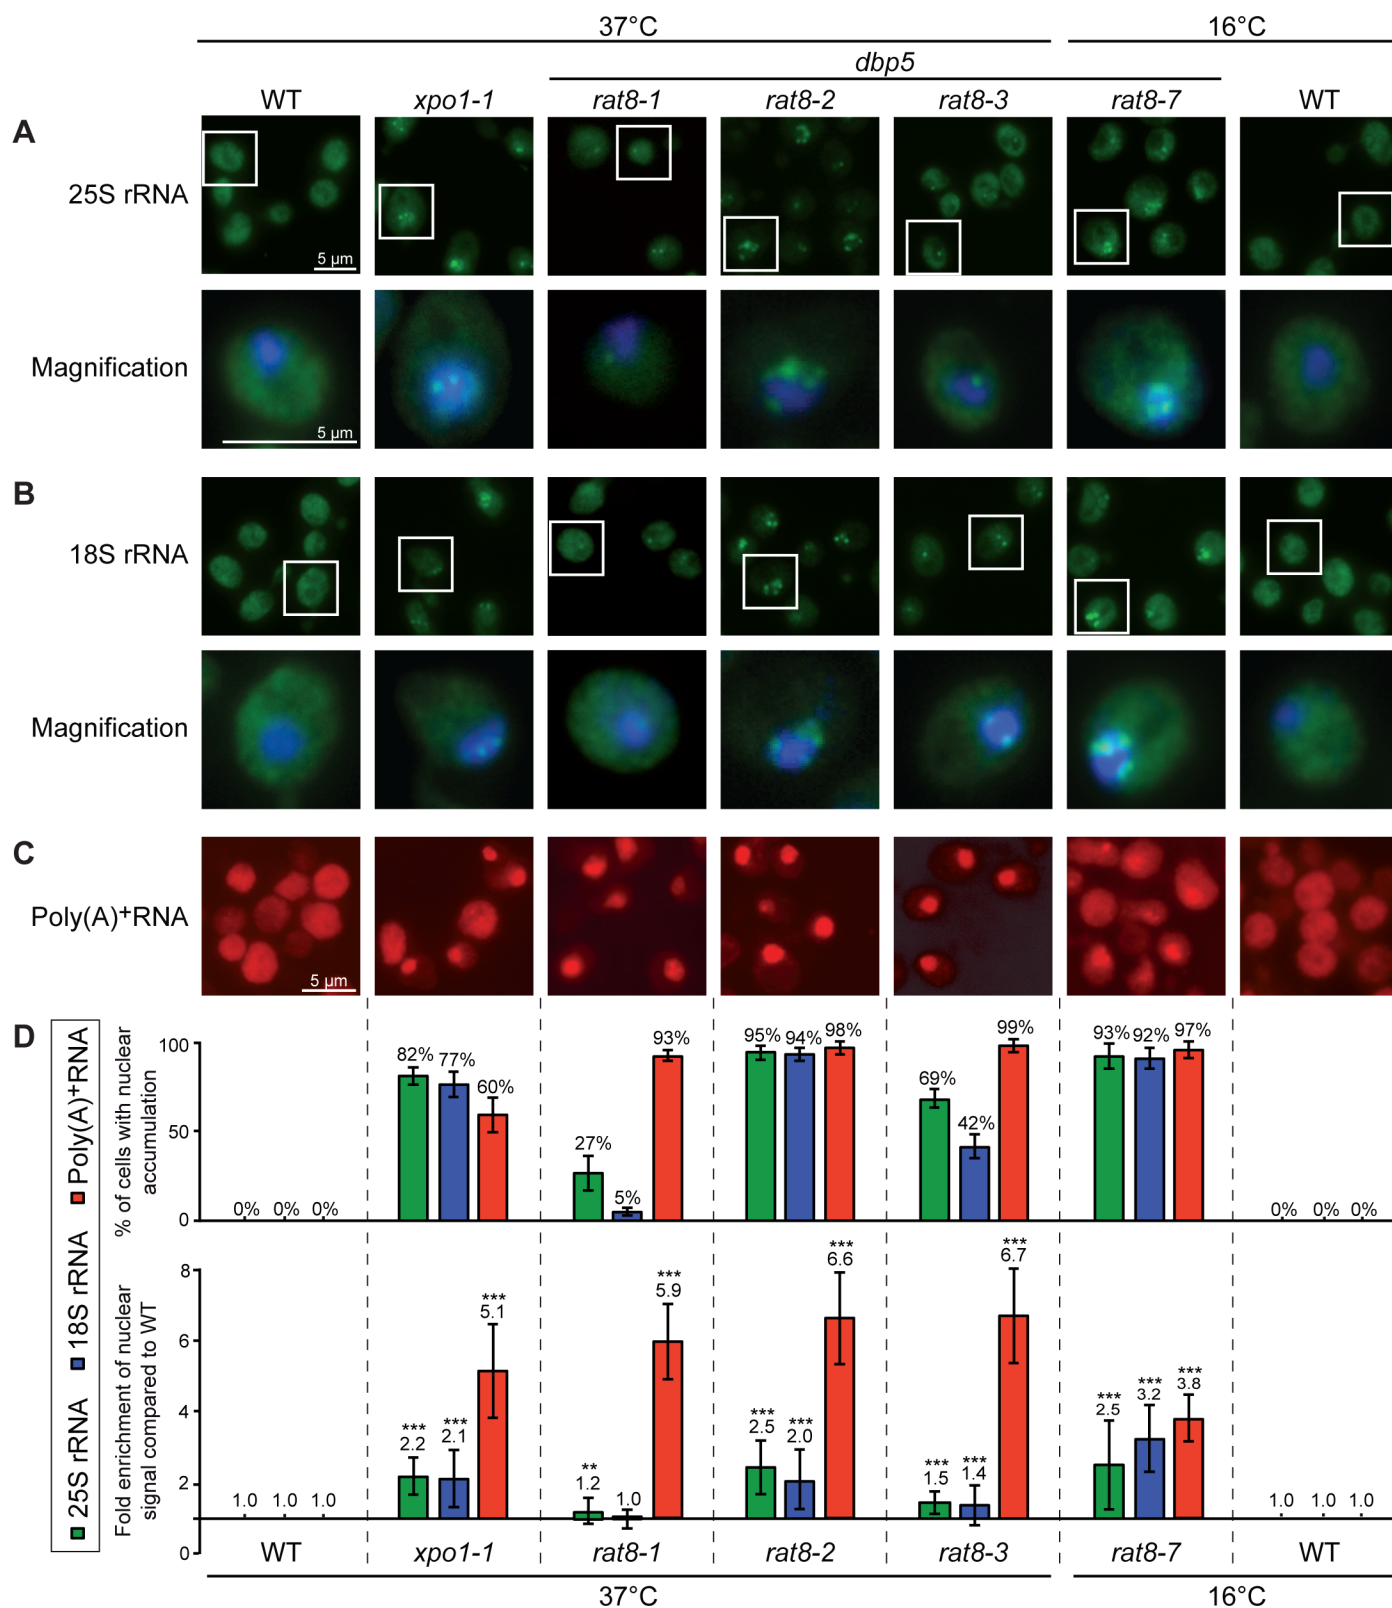 37°C 16°C
dbp5
WT xpo1-1 rat8-1 rat8-2 rat8-3 rat8-7 WT
A
25S rRNA
5 µm
Magnification
5 µm
B
18S rRNA
Magnification
C
Poly(A)+RNA
5 µm
D
25S rRNA 18S rRNA Poly(A)+RNA
% of cells with nuclear
accumulation
100
50
0
0% 0% 0%
82% 77% 60%
27% 5% 93%
95% 94% 98%
69% 42% 99%
93% 92% 97%
0% 0% 0%
Fold enrichment of nuclear
signal compared to WT
8
6
4
2
0
1.0 1.0 1.0
*** *** ***
2.2 2.1 5.1
** ***
1.2 1.0 5.9
*** *** ***
2.5 2.0 6.6
*** *** ***
1.5 1.4 6.7
*** *** ***
2.5 3.2 3.8
1.0 1.0 1.0
WT xpo1-1 rat8-1 rat8-2 rat8-3 rat8-7 WT
37°C 16°C